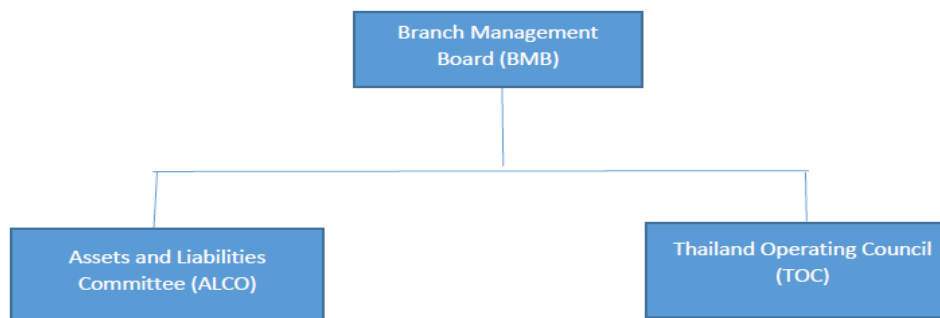 Branch Management
Board (BMB)
Assets and Liabilities
Committee (ALCO)
Thailand Operating Council
(TOC)